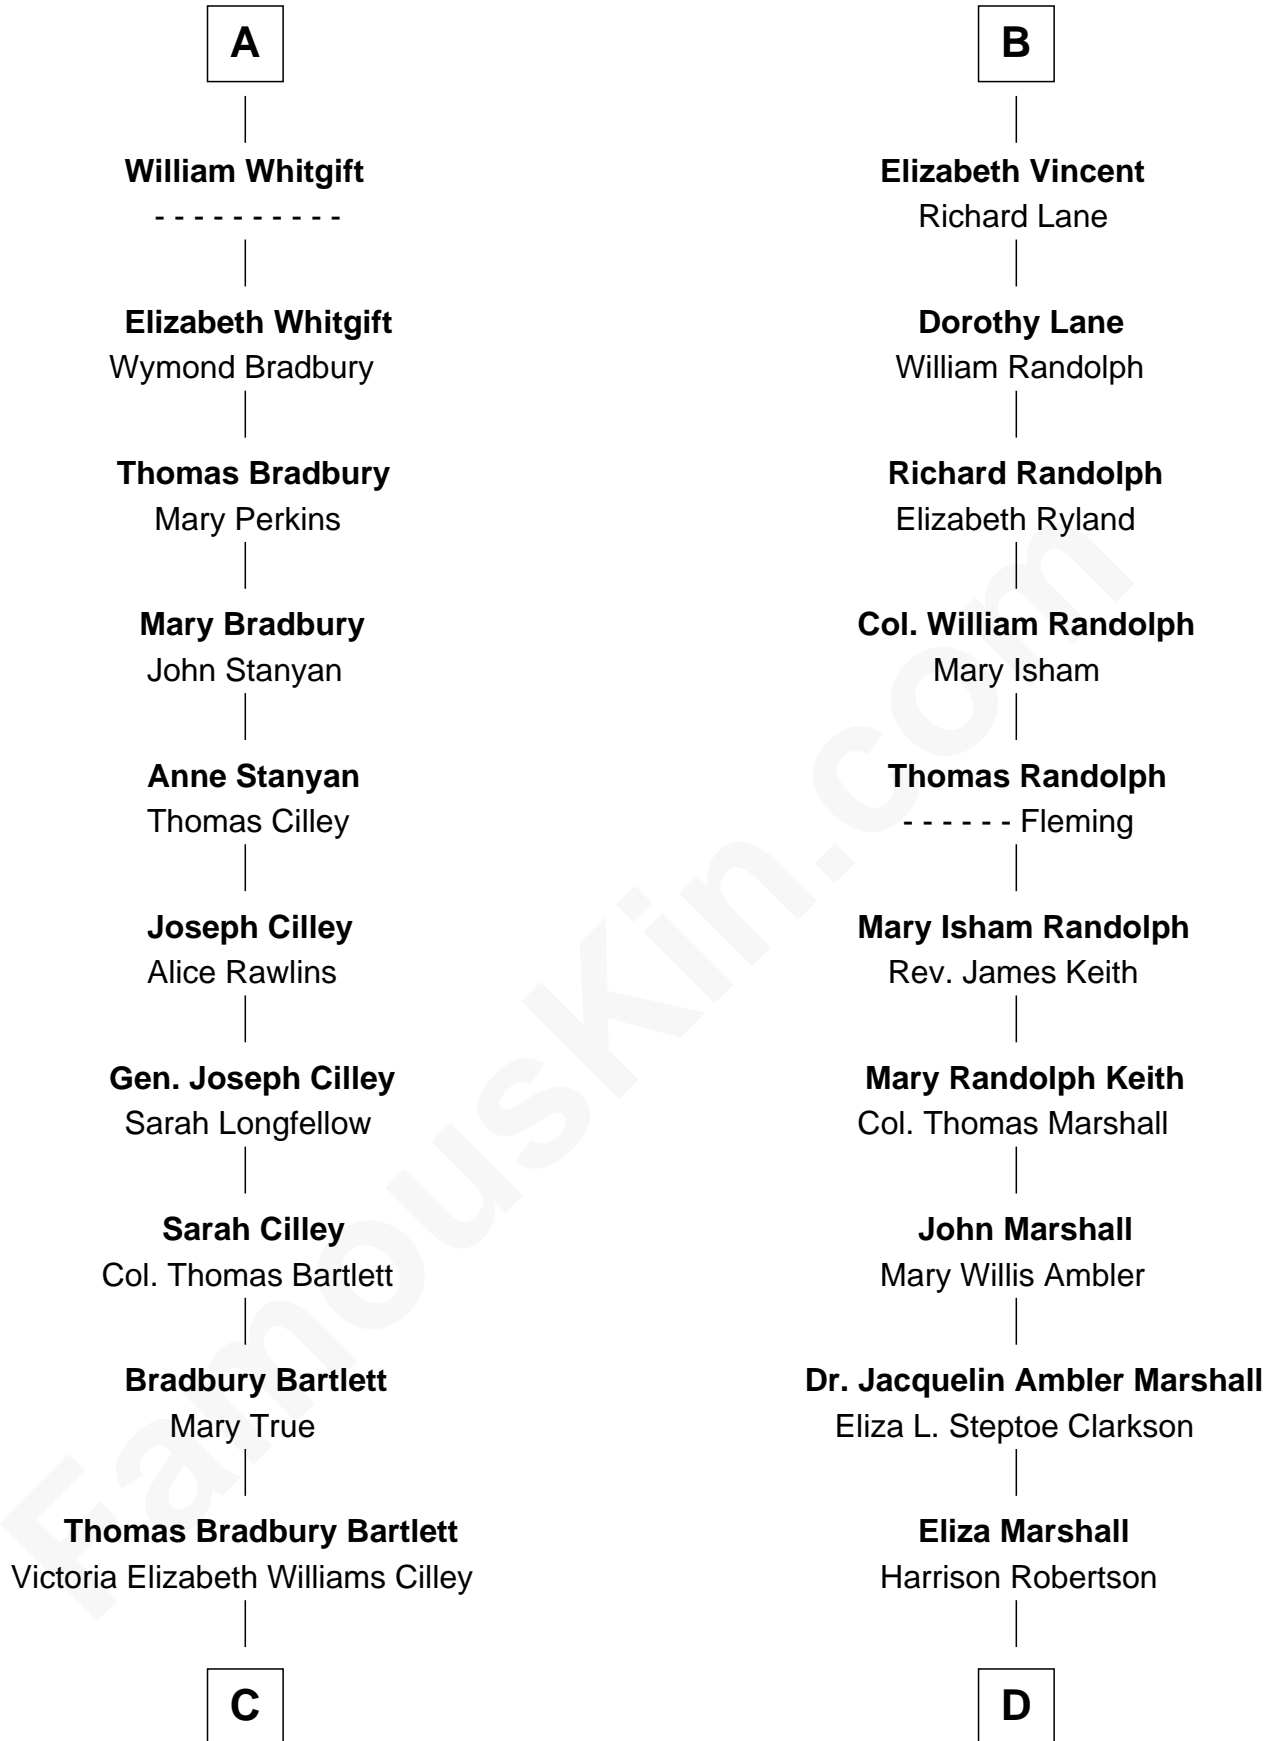 A
William Whitgift
- - - - - - - - - -
Elizabeth Whitgift
Wymond Bradbury
Thomas Bradbury
Mary Perkins
Mary Bradbury
John Stanyan
Anne Stanyan
Thomas Cilley
Joseph Cilley
Alice Rawlins
Gen. Joseph Cilley
Sarah Longfellow
Sarah Cilley
Col. Thomas Bartlett
Bradbury Bartlett
Mary True
Thomas Bradbury Bartlett
Victoria Elizabeth Williams Cilley
C
B
Elizabeth Vincent
Richard Lane
Dorothy Lane
William Randolph
Richard Randolph
Elizabeth Ryland
Col. William Randolph
Mary Isham
Thomas Randolph
- - - - - - Fleming
Mary Isham Randolph
Rev. James Keith
Mary Randolph Keith
Col. Thomas Marshall
John Marshall
Mary Willis Ambler
Dr. Jacquelin Ambler Marshall
Eliza L. Steptoe Clarkson
Eliza Marshall
Harrison Robertson
D
FamousKin.com